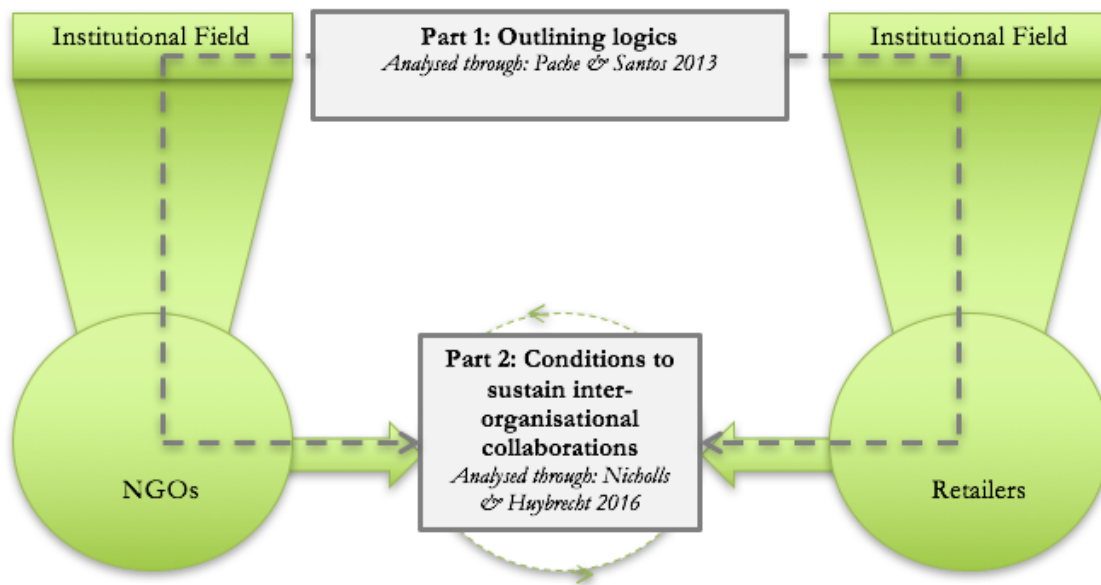 Institutional Field
Part 1: Outlining logics
Analysed through: Pache & Santos 2013
Institutional Field
Part 2: Conditions to
sustain inter-
organisational
collaborations
Analysed through: Nicholls
& Huybrecht 2016
NGOs
Retailers